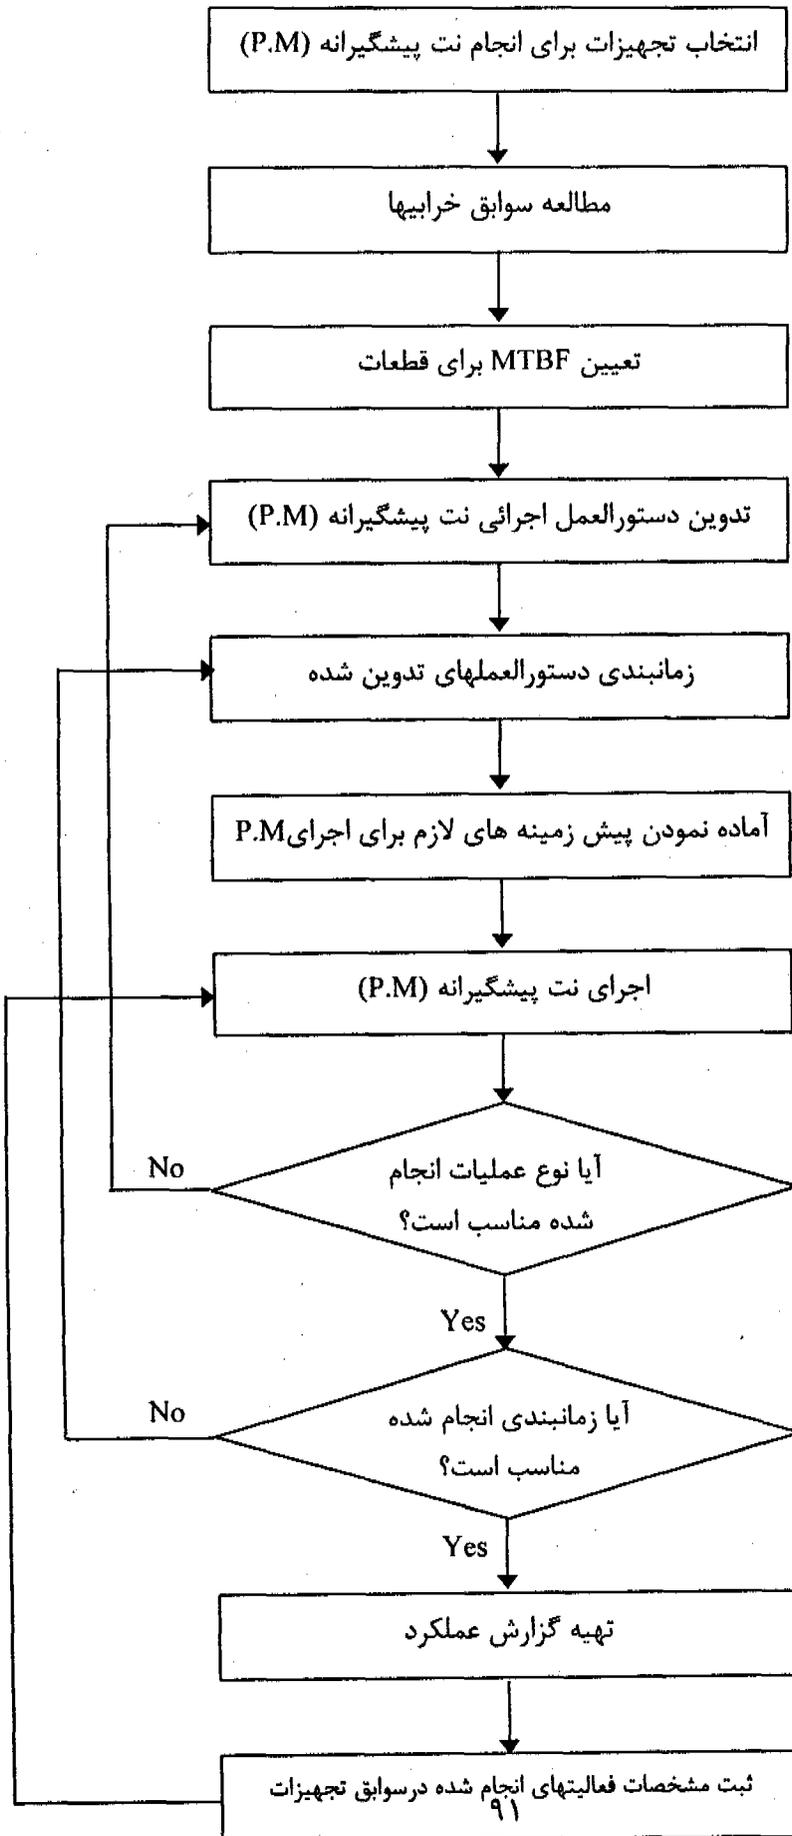 انتخاب تجهیزات برای انجام نت پیشگیرانه (P.M)
مطالعه سوابق خرابیها
تعیین MTBF برای قطعات
تدوین دستورالعمل اجرائی نت پیشگیرانه (P.M)
زمانبندی دستورالعملهای تدوین شده
آماده نمودن پیش زمینه های لازم برای اجرایP.M
اجرای نت پیشگیرانه (P.M)
آیا نوع عملیات انجام
شده مناسب است؟
No
Yes
آیا زمانبندی انجام شده
مناسب است؟
No
Yes
تهیه گزارش عملکرد
ثبت مشخصات فعالیتهای انجام شده درسوابق تجهیزات
۹۱